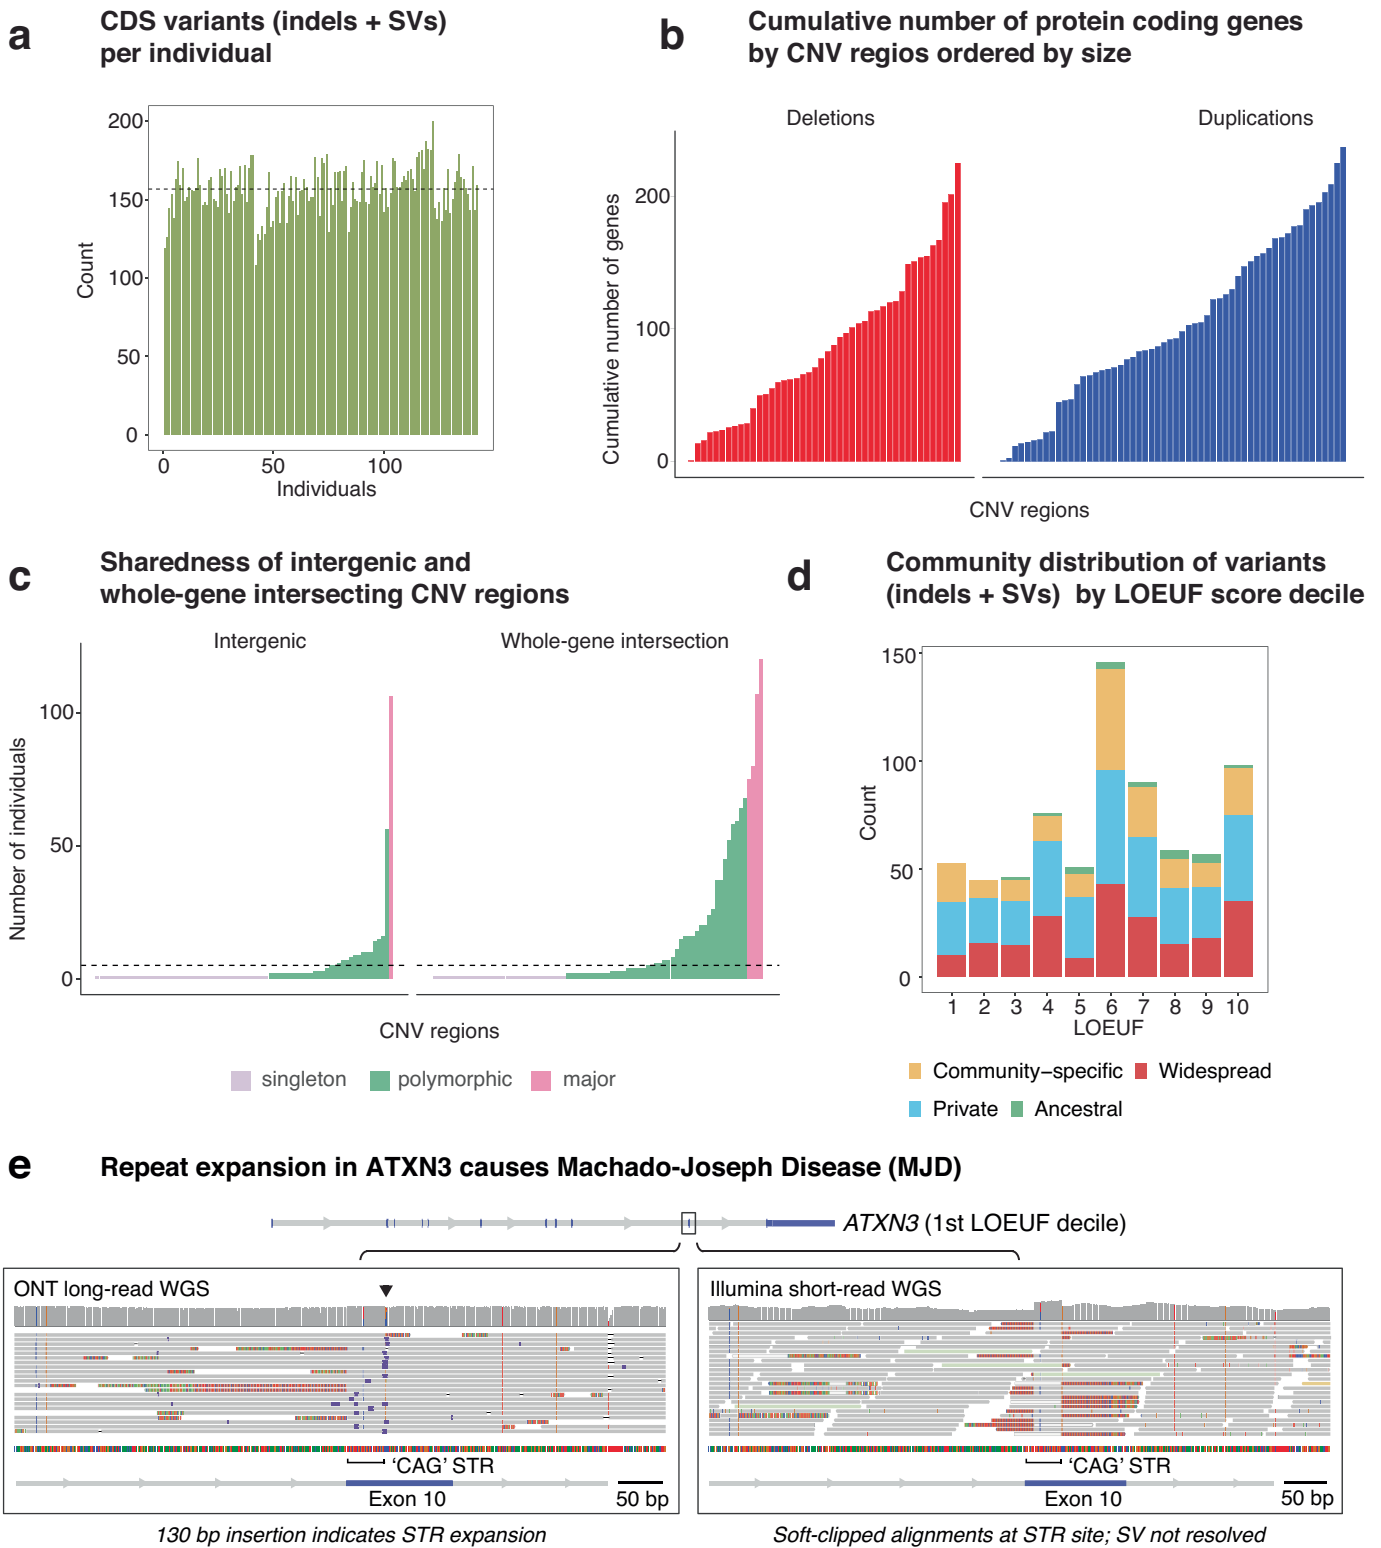 a
CDS variants (indels + SVs)
per individual
200
150
100
50
0
Count
0
50
100
Individuals
b
Cumulative number of protein coding genes
by CNV regios ordered by size
Deletions
Duplications
Cumulative number of genes
200
100
0
CNV regions
c
Sharedness of intergenic and
whole-gene intersecting CNV regions
Intergenic
Whole-gene intersection
Number of individuals
100
50
0
CNV regions
singleton
polymorphic
major
d
Community distribution of variants
(indels + SVs) by LOEUF score decile
150
100
50
0
Count
1 2 3 4 5 6 7 8 9 10
LOEUF
Community−specific
Widespread
Private
Ancestral
e
Repeat expansion in ATXN3 causes Machado-Joseph Disease (MJD)
ATXN3 (1st LOEUF decile)
ONT long-read WGS
'CAG' STR
Exon 10
50 bp
130 bp insertion indicates STR expansion
Illumina short-read WGS
'CAG' STR
Exon 10
50 bp
Soft-clipped alignments at STR site; SV not resolved